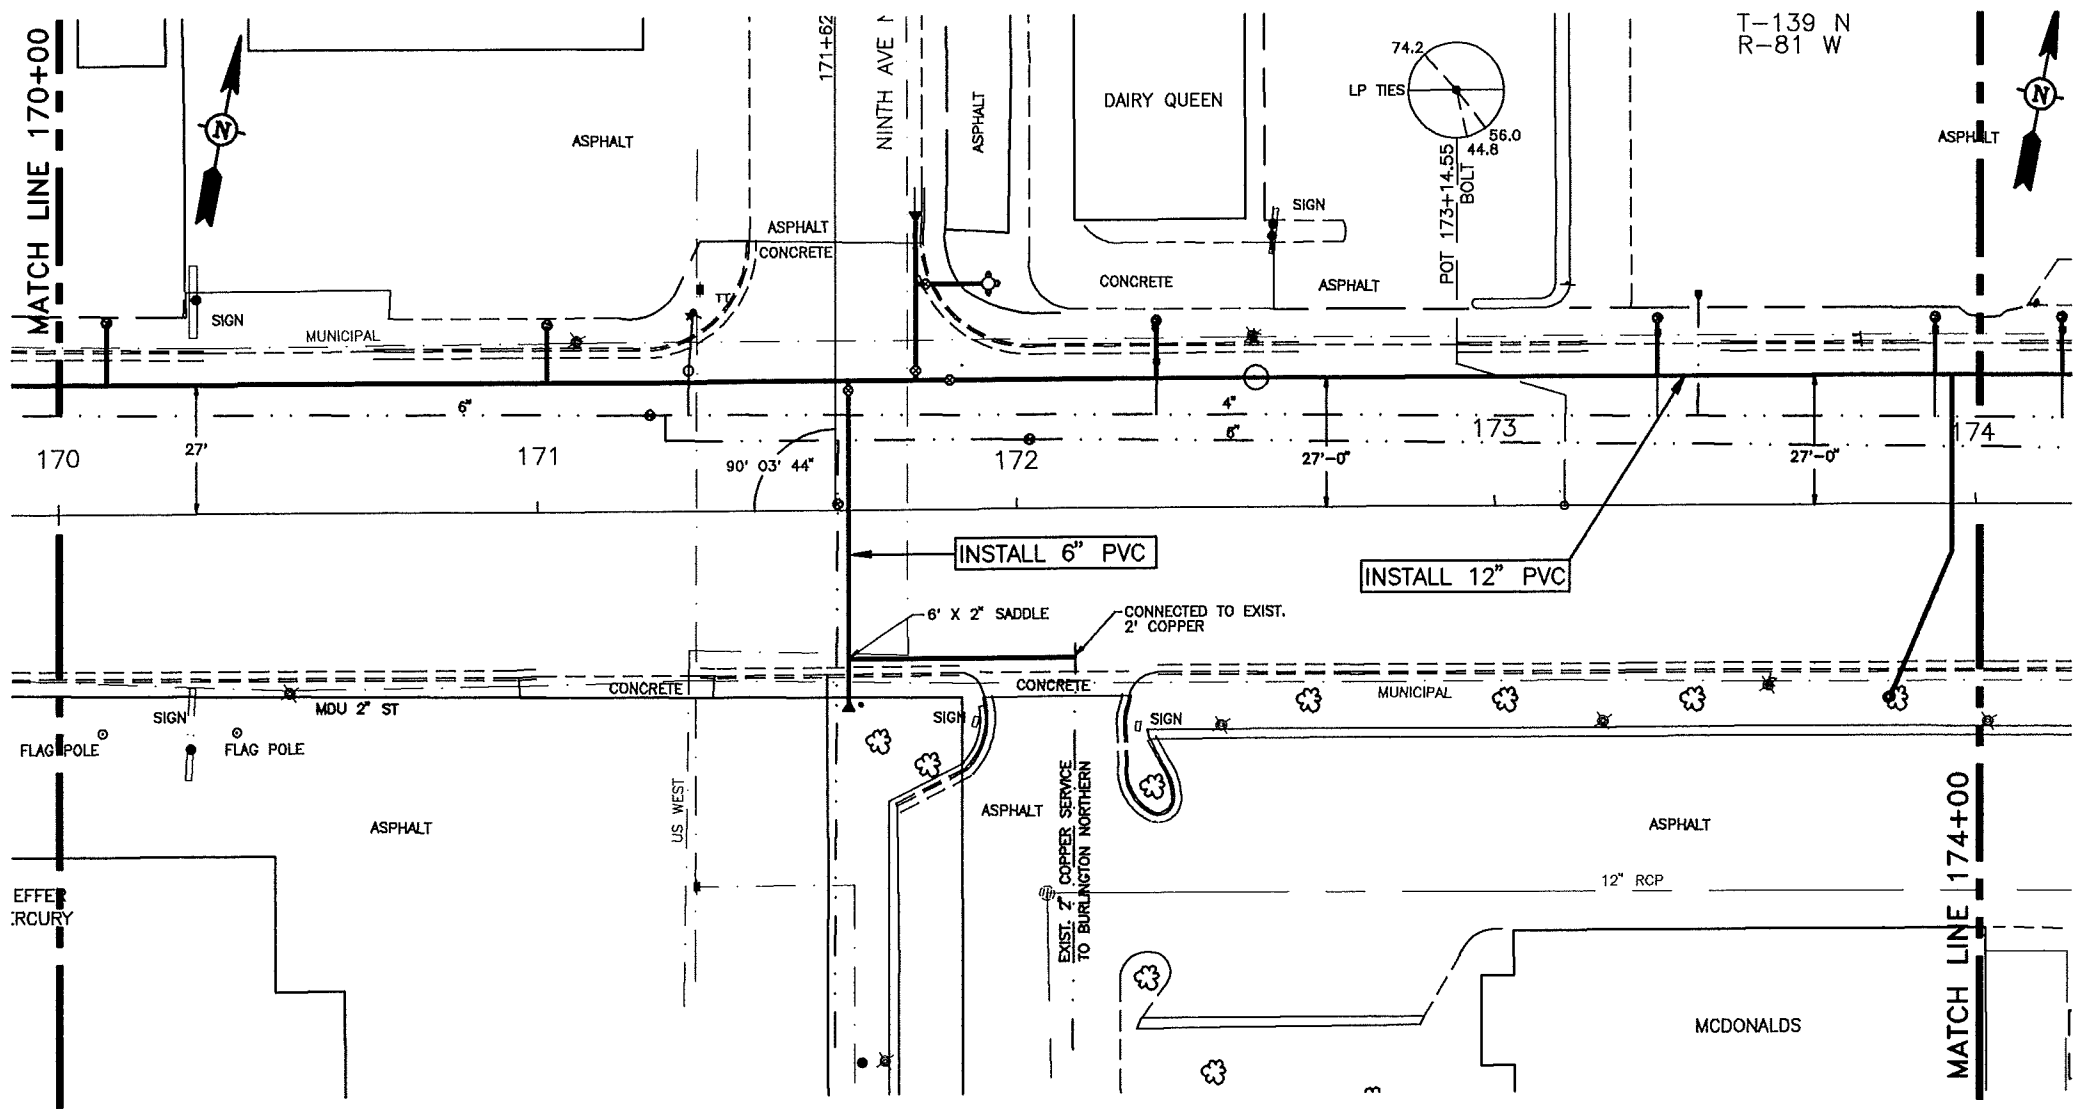 T-139 N
R-81 W
MATCH LINE 170+00
N
ASPHALT
171+62
NINTH AVE
ASPHALT
DAIRY QUEEN
74.2
LP TIES
56.0
44.8
POT 173+14.55
BOLT
ASPHALT
N
SIGN
ASPHALT
CONCRETE
CONCRETE
ASPHALT
SIGN
MUNICIPAL
6"
4"
6"
170
27'
171
90' 03' 44"
172
27'-0"
173
27'-0"
174
INSTALL 6" PVC
INSTALL 12" PVC
6' X 2" SADDLE
CONNECTED TO EXIST.
2' COPPER
CONCRETE
CONCRETE
MUNICIPAL
MDU 2" ST
SIGN
FLAG POLE
FLAG POLE
SIGN
SIGN
US WEST
ASPHALT
ASPHALT
EXIST. 2" COPPER SERVICE
TO BURLINGTON NORTHERN
ASPHALT
12" RCP
EFFER
ERCURY
MCDONALDS
MATCH LINE 174+00